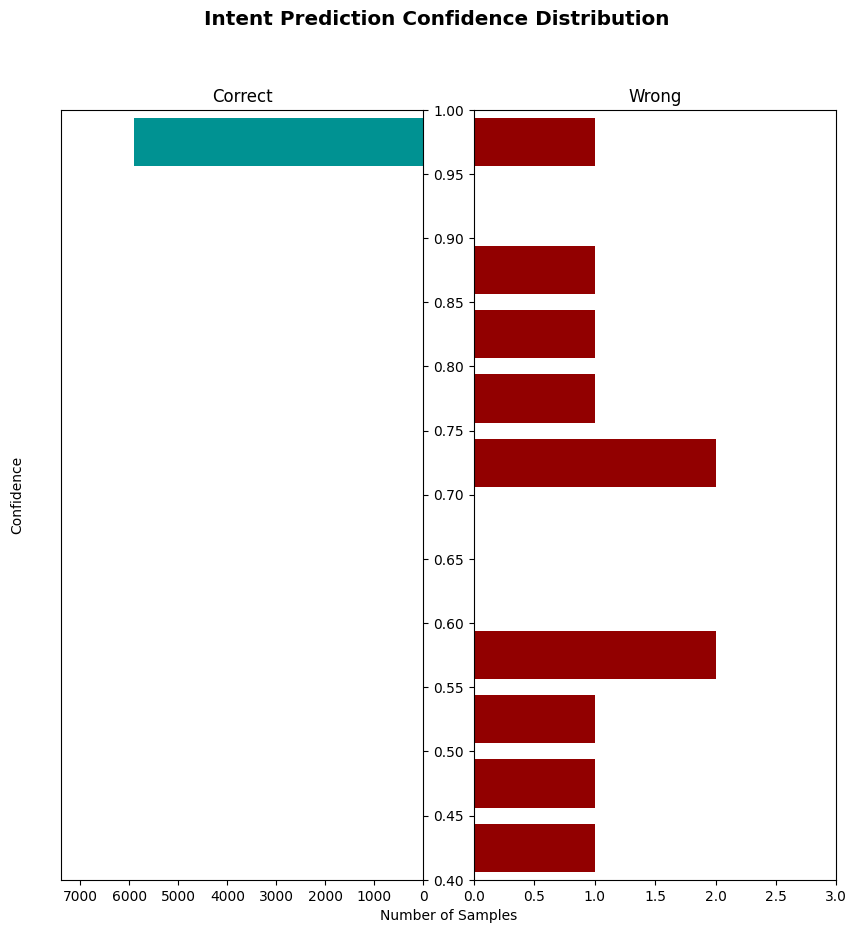 Intent Prediction Confidence Distribution
Correct
Wrong
1.00
0.95
0.90
0.85
0.80
0.75
0.70
0.65
0.60
0.55
0.50
0.45
0.40
Confidence
7000 6000 5000 4000 3000 2000 1000 0
0.0 0.5 1.0 1.5 2.0 2.5 3.0
Number of Samples